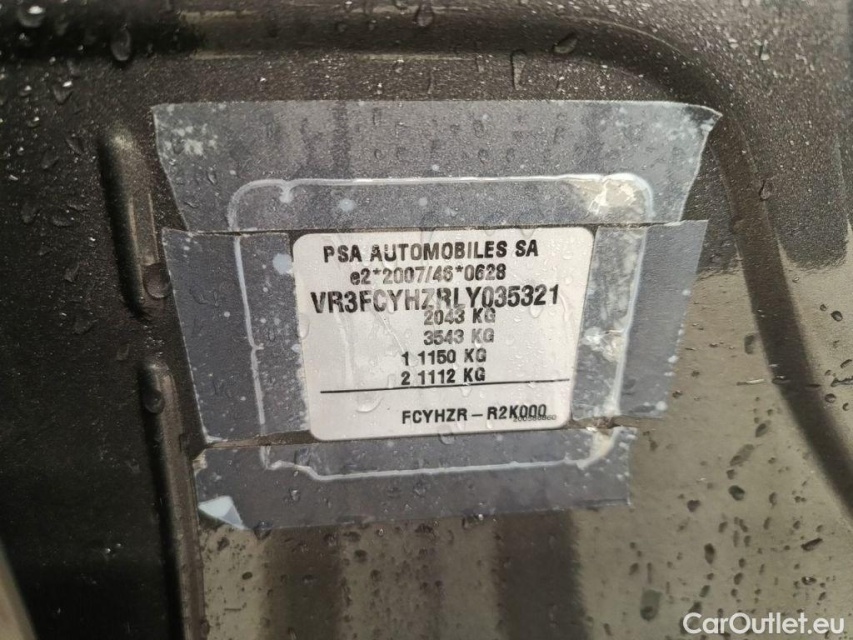 PSA AUTOMOBILES SA
e2*2007/46*0628
VR3FCYHZRLY035321
2043 KG
3543 KG
1 1150 KG
2 1112 KG
FCYHZR – R2K000
CarOutlet.eu